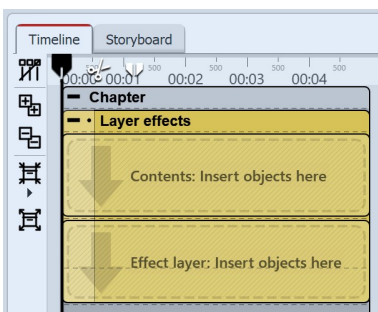 Timeline Storyboard
500 500 500 500 500
00:00 00:01 00:02 00:03 00:04
Chapter
Layer effects
Contents: Insert objects here
Effect layer: Insert objects here